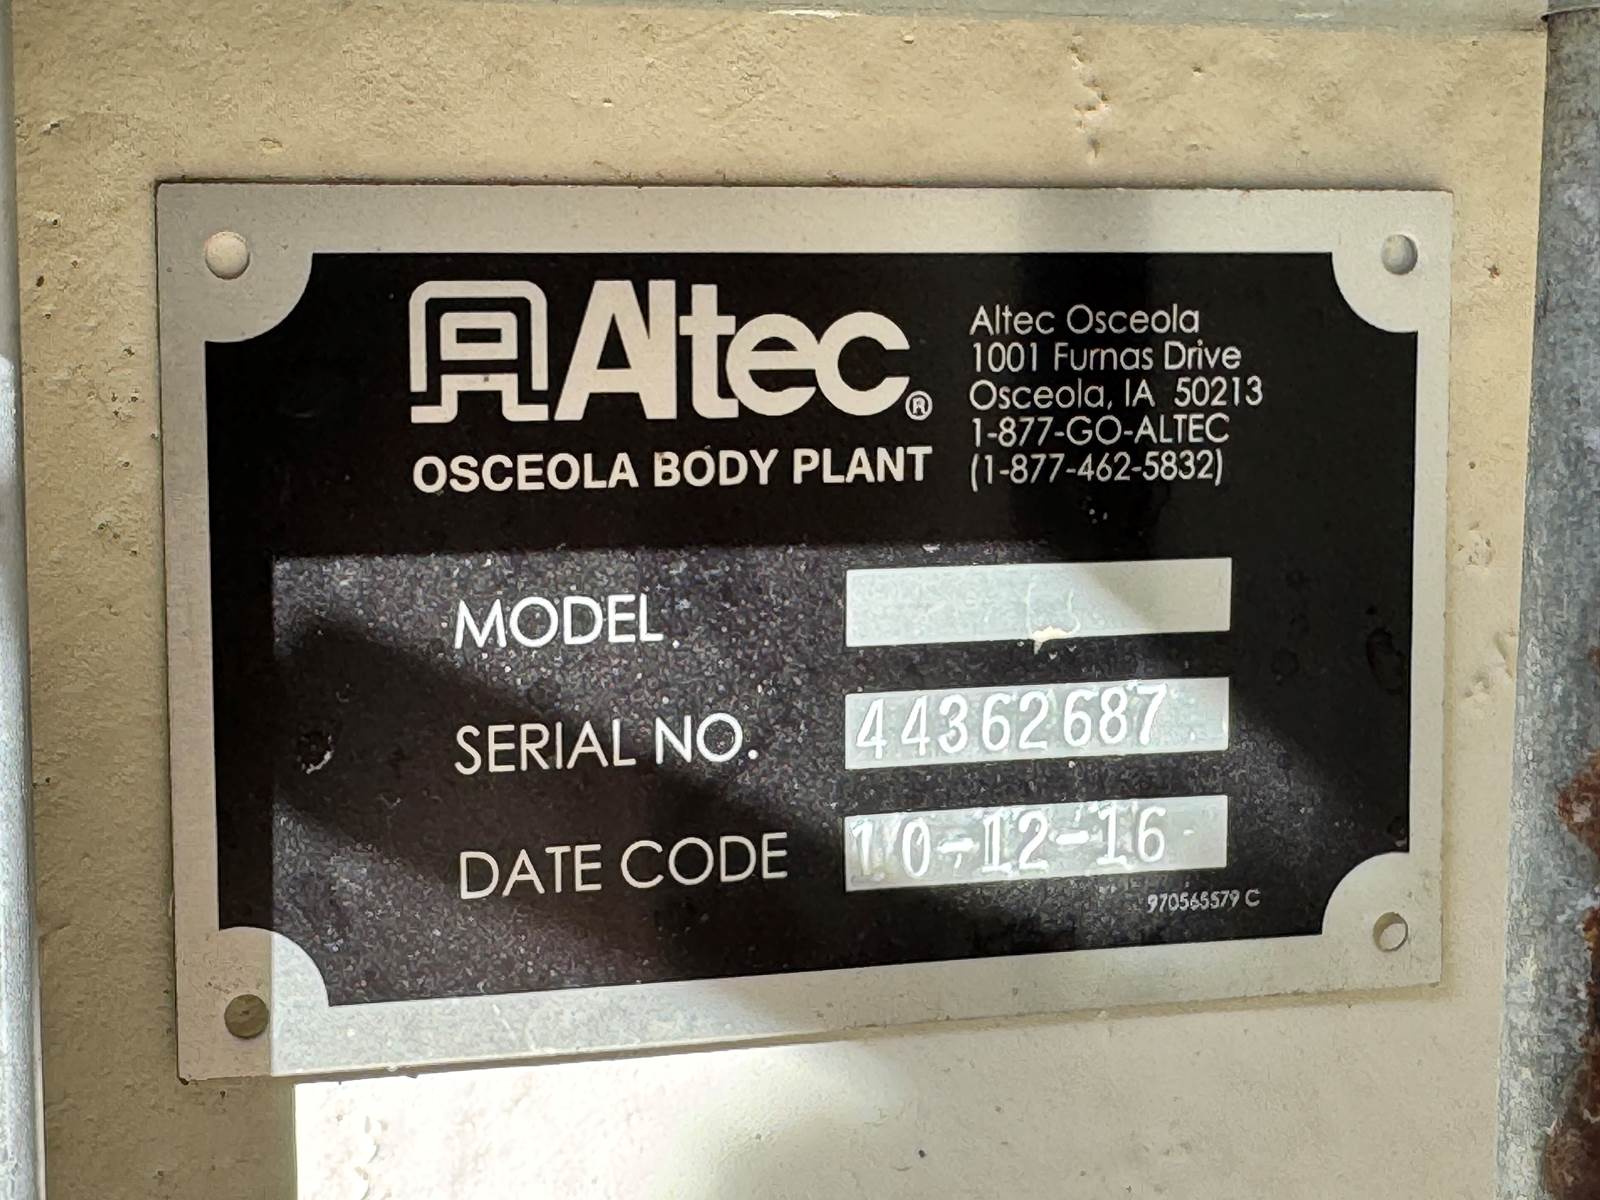 Altec®
OSCEOLA BODY PLANT
Altec Osceola
1001 Furnas Drive
Osceola, IA 50213
1-877-GO-ALTEC
(1-877-462-5832)
MODEL
SERIAL NO. 44362687
DATE CODE 10-12-16
970565579 C